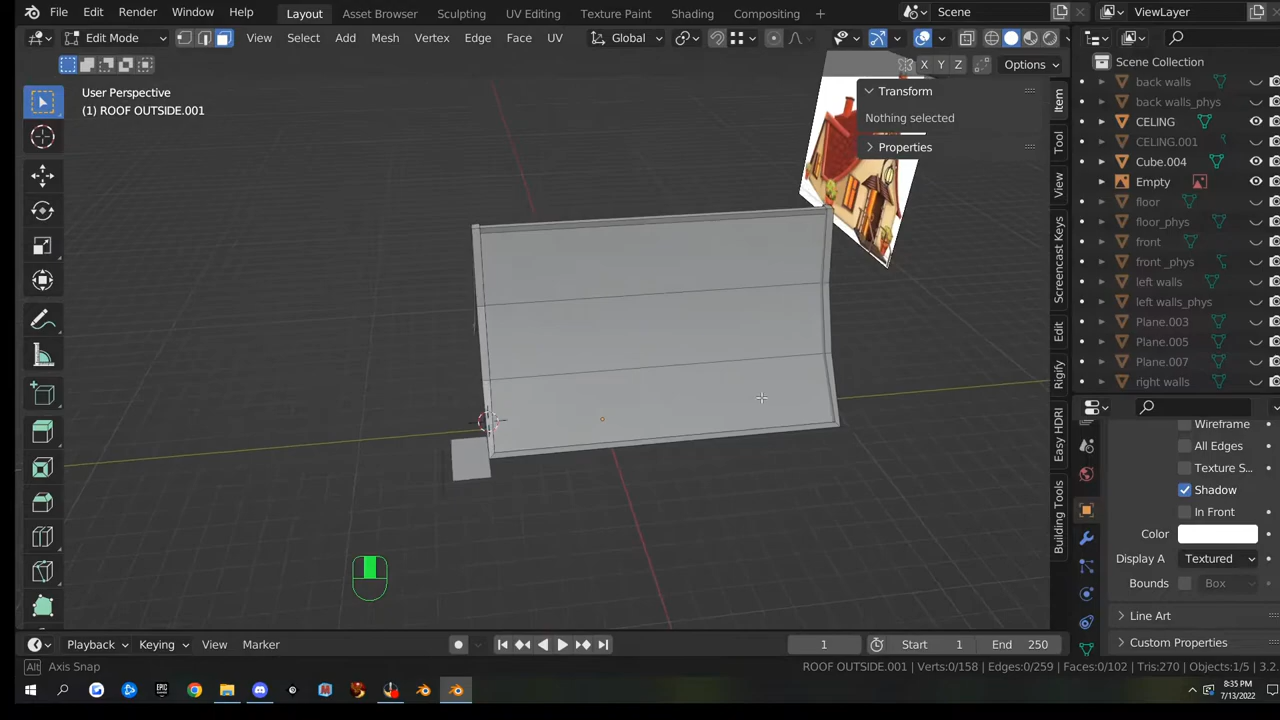 File Edit Render Window Help Layout Asset Browser Sculpting UV Editing Texture Paint Shading Compositing Scene ViewLayer
Edit Mode View Select Add Mesh Vertex Edge Face UV Global
X Y Z Options
User Perspective
(1) ROOF OUTSIDE.001
Transform
Nothing selected
Properties
Item
Tool
View
Screencast Keys
Edit
Rigify
Easy HDRI
Building Tools
Scene Collection
back walls
back walls_phys
CELING
CELING.001
Cube.004
Empty
floor
floor_phys
front
front _phys
left walls
left walls_phys
Plane.003
Plane.005
Plane.007
right walls
Wireframe
All Edges
Texture S...
Shadow
In Front
Color
Display A Textured
Bounds Box
Line Art
Custom Properties
Playback Keying View Marker 1 Start 1 End 250
Alt Axis Snap ROOF OUTSIDE.001 | Verts:0/158 | Edges:0/259 | Faces:0/102 | Tris:270 | Objects:1/5 | 3.2.
8:35 PM
7/13/2022